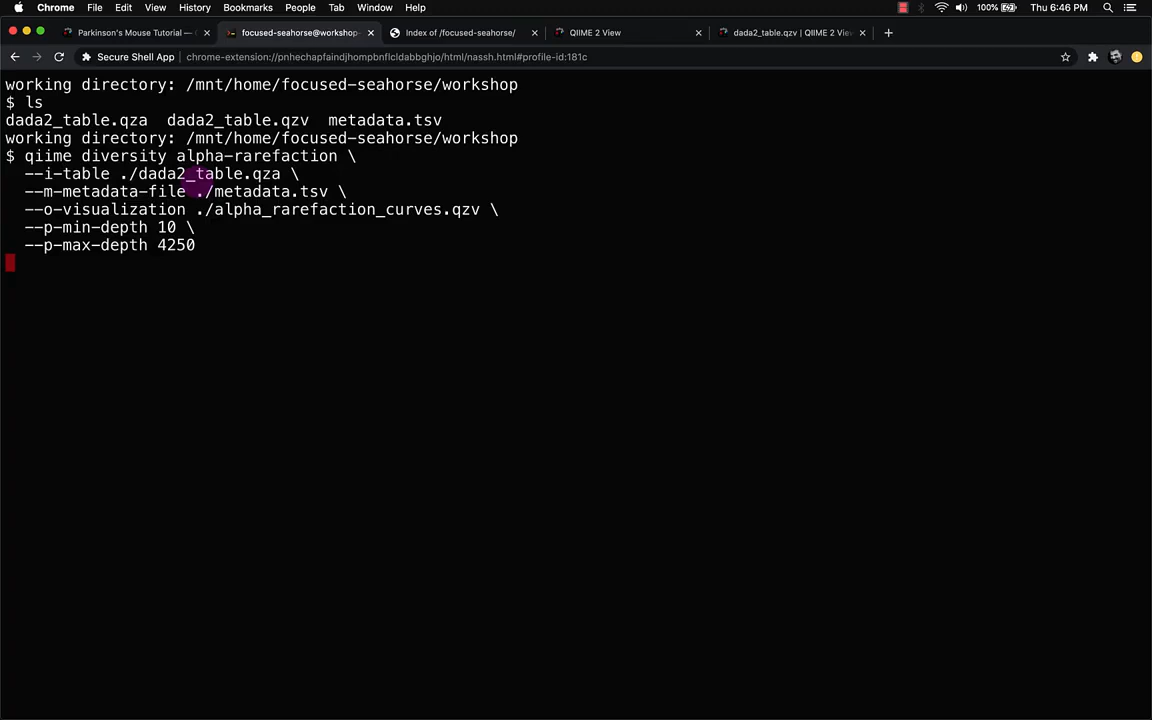 Chrome File Edit View History Bookmarks People Tab Window Help 100% Thu 6:46 PM
Parkinson's Mouse Tutorial — focused-seahorse@workshop- Index of /focused-seahorse/ QIIME 2 View dada2_table.qzv | QIIME 2 Vie
Secure Shell App chrome-extension://pnhechapfaindjhompbnflcldabbghjo/html/nassh.html#profile-id:181c
working directory: /mnt/home/focused-seahorse/workshop
$ ls
dada2_table.qza dada2_table.qzv metadata.tsv
working directory: /mnt/home/focused-seahorse/workshop
$ qiime diversity alpha-rarefaction \
--i-table ./dada2_table.qza \
--m-metadata-file ./metadata.tsv \
--o-visualization ./alpha_rarefaction_curves.qzv \
--p-min-depth 10 \
--p-max-depth 4250